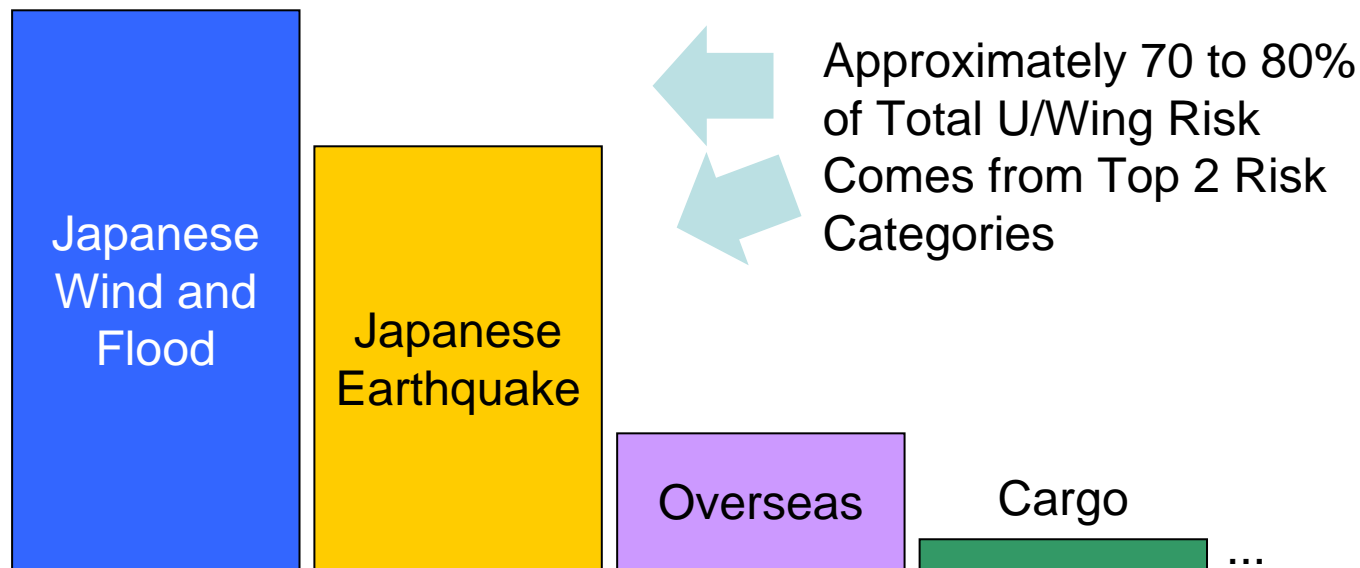 Japanese
Wind and
Flood
Japanese
Earthquake
Overseas
Cargo
...
Approximately 70 to 80%
of Total U/Wing Risk
Comes from Top 2 Risk
Categories